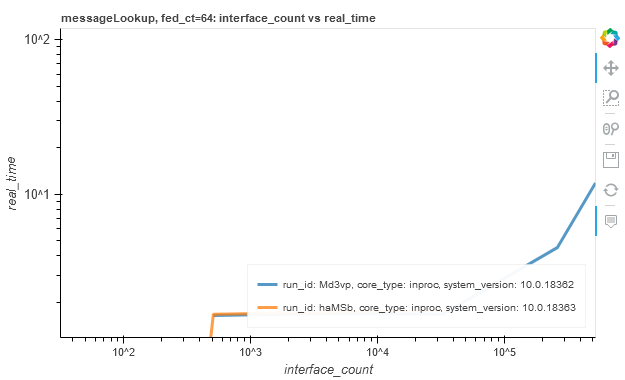 messageLookup, fed_ct=64: interface_count vs real_time
10^2
real_time
10^1
run_id: Md3vp, core_type: inproc, system_version: 10.0.18362
run_id: haMSb, core_type: inproc, system_version: 10.0.18363
10^2 10^3 10^4 10^5
interface_count